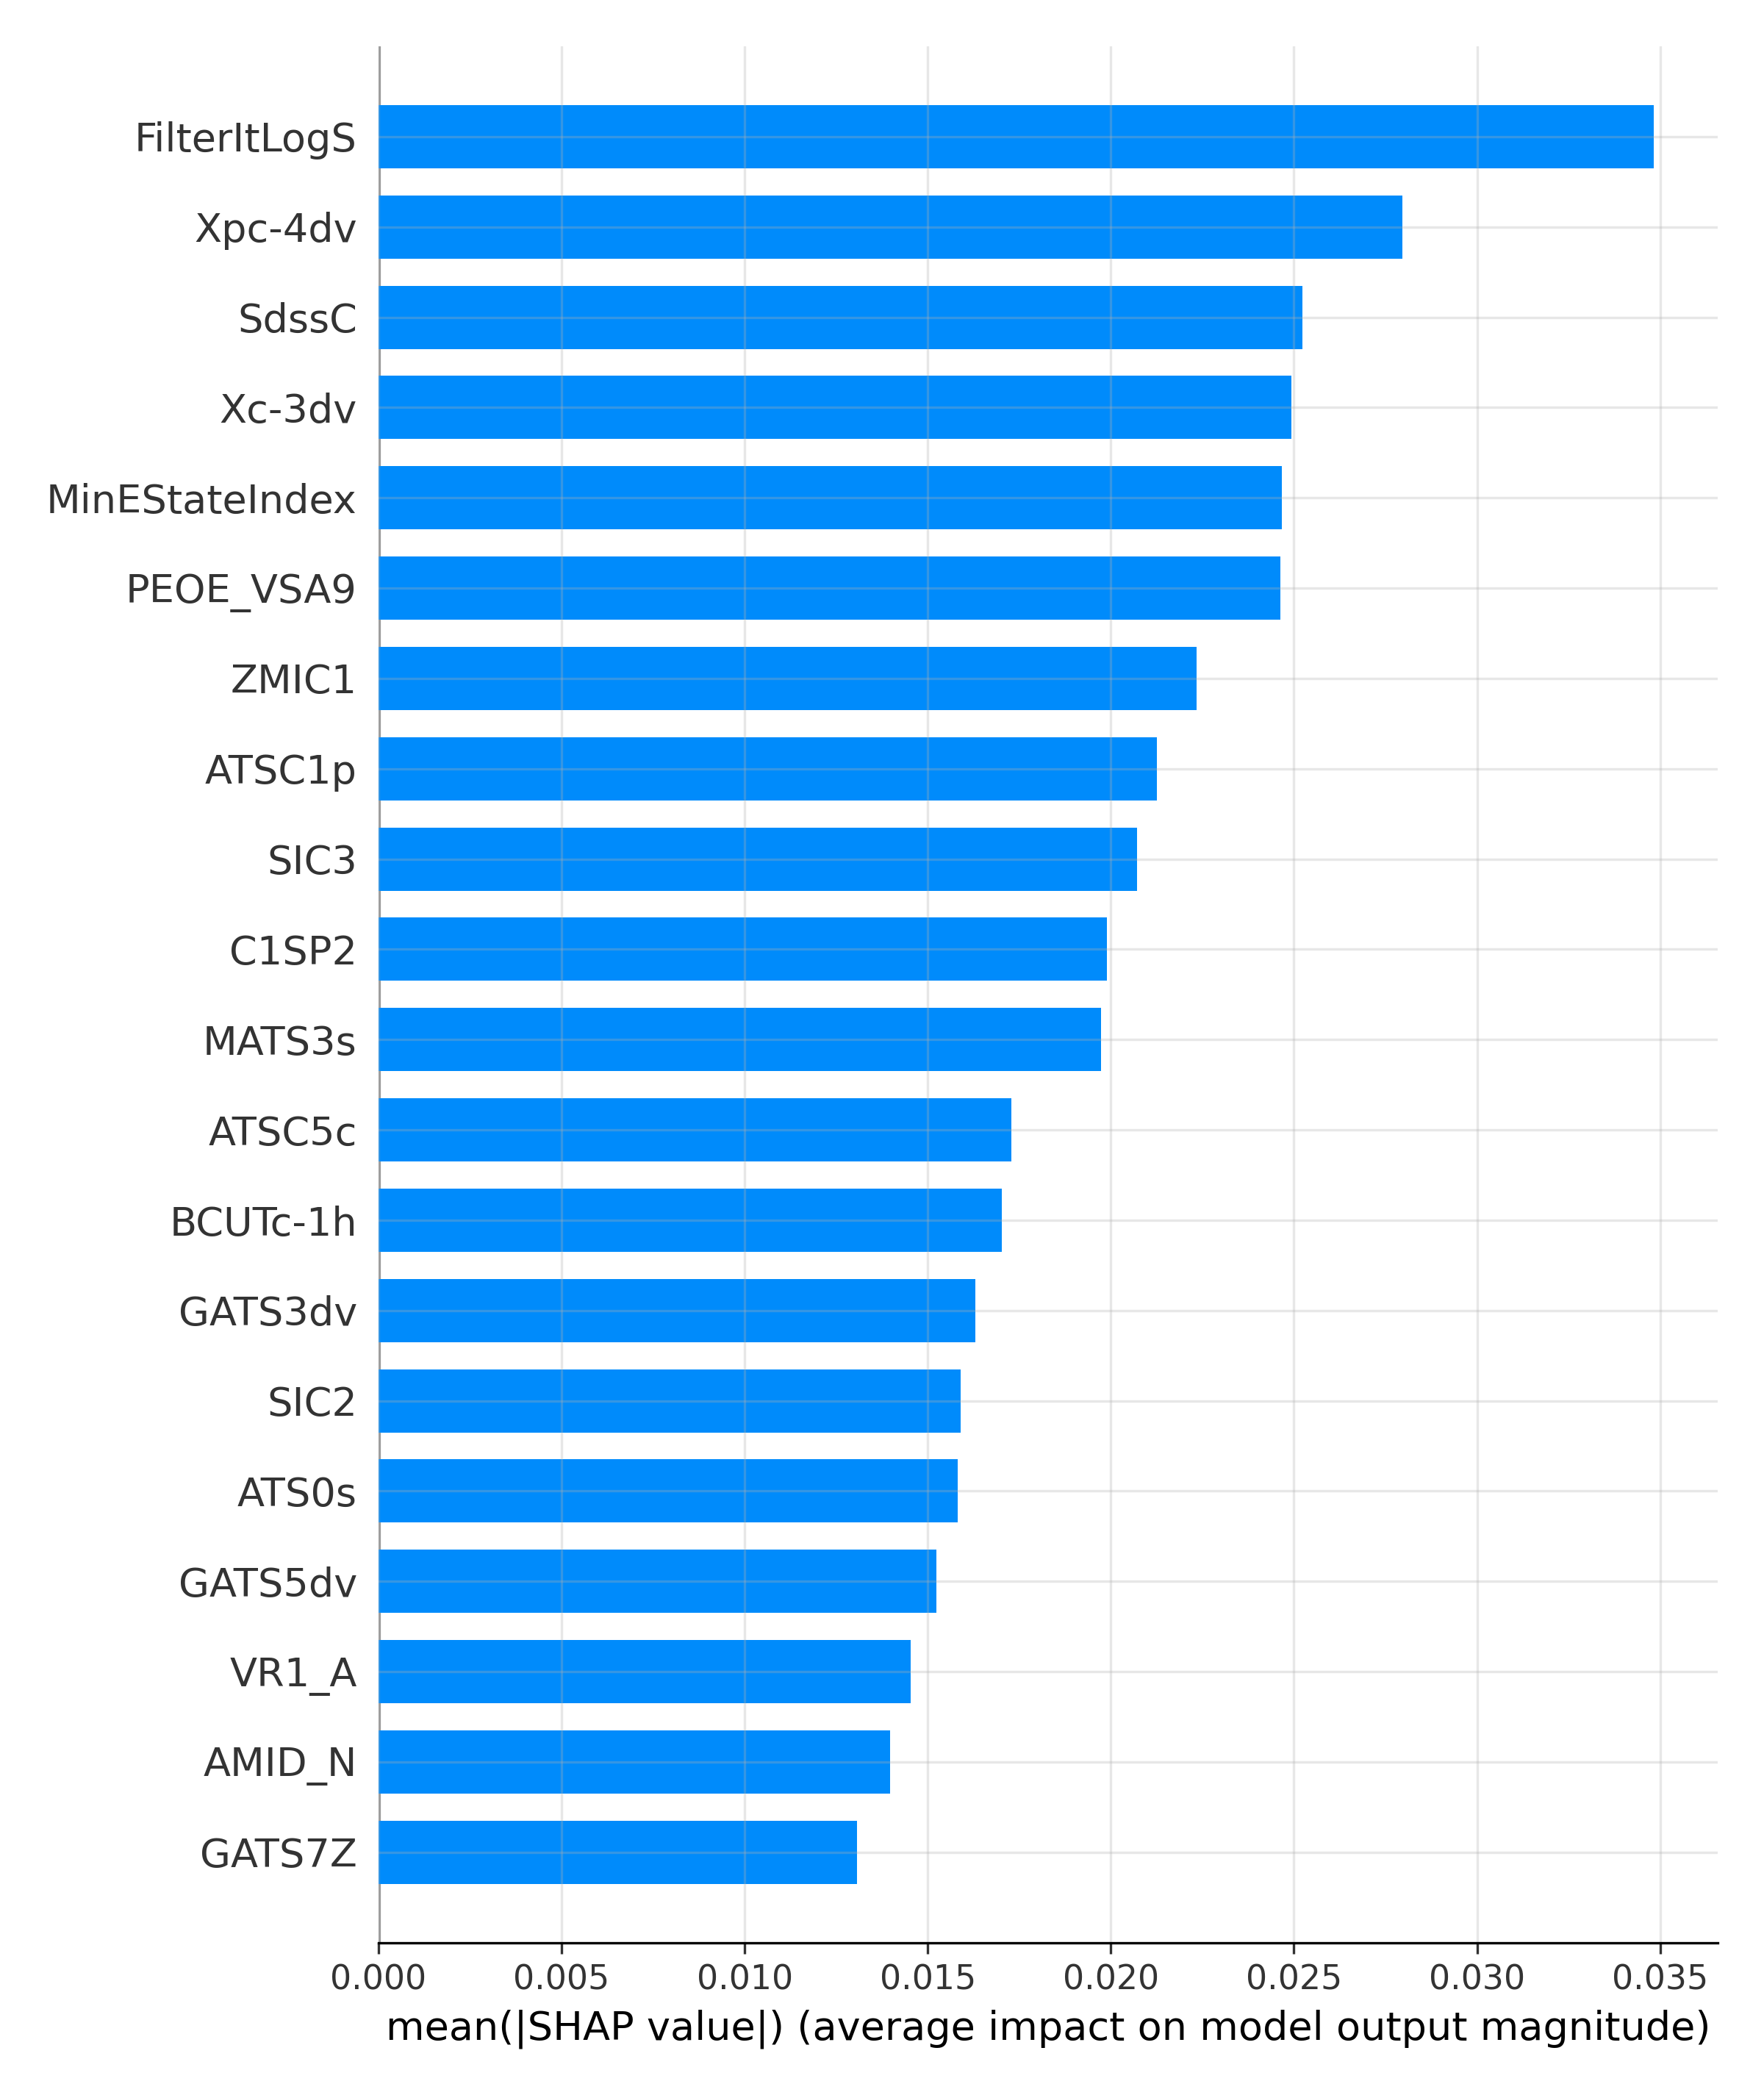 FilterItLogS
Xpc-4dv
SdssC
Xc-3dv
MinEStateIndex
PEOE_VSA9
ZMIC1
ATSC1p
SIC3
C1SP2
MATS3s
ATSC5c
BCUTc-1h
GATS3dv
SIC2
ATS0s
GATS5dv
VR1_A
AMID_N
GATS7Z
0.000 0.005 0.010 0.015 0.020 0.025 0.030 0.035
mean(|SHAP value|) (average impact on model output magnitude)